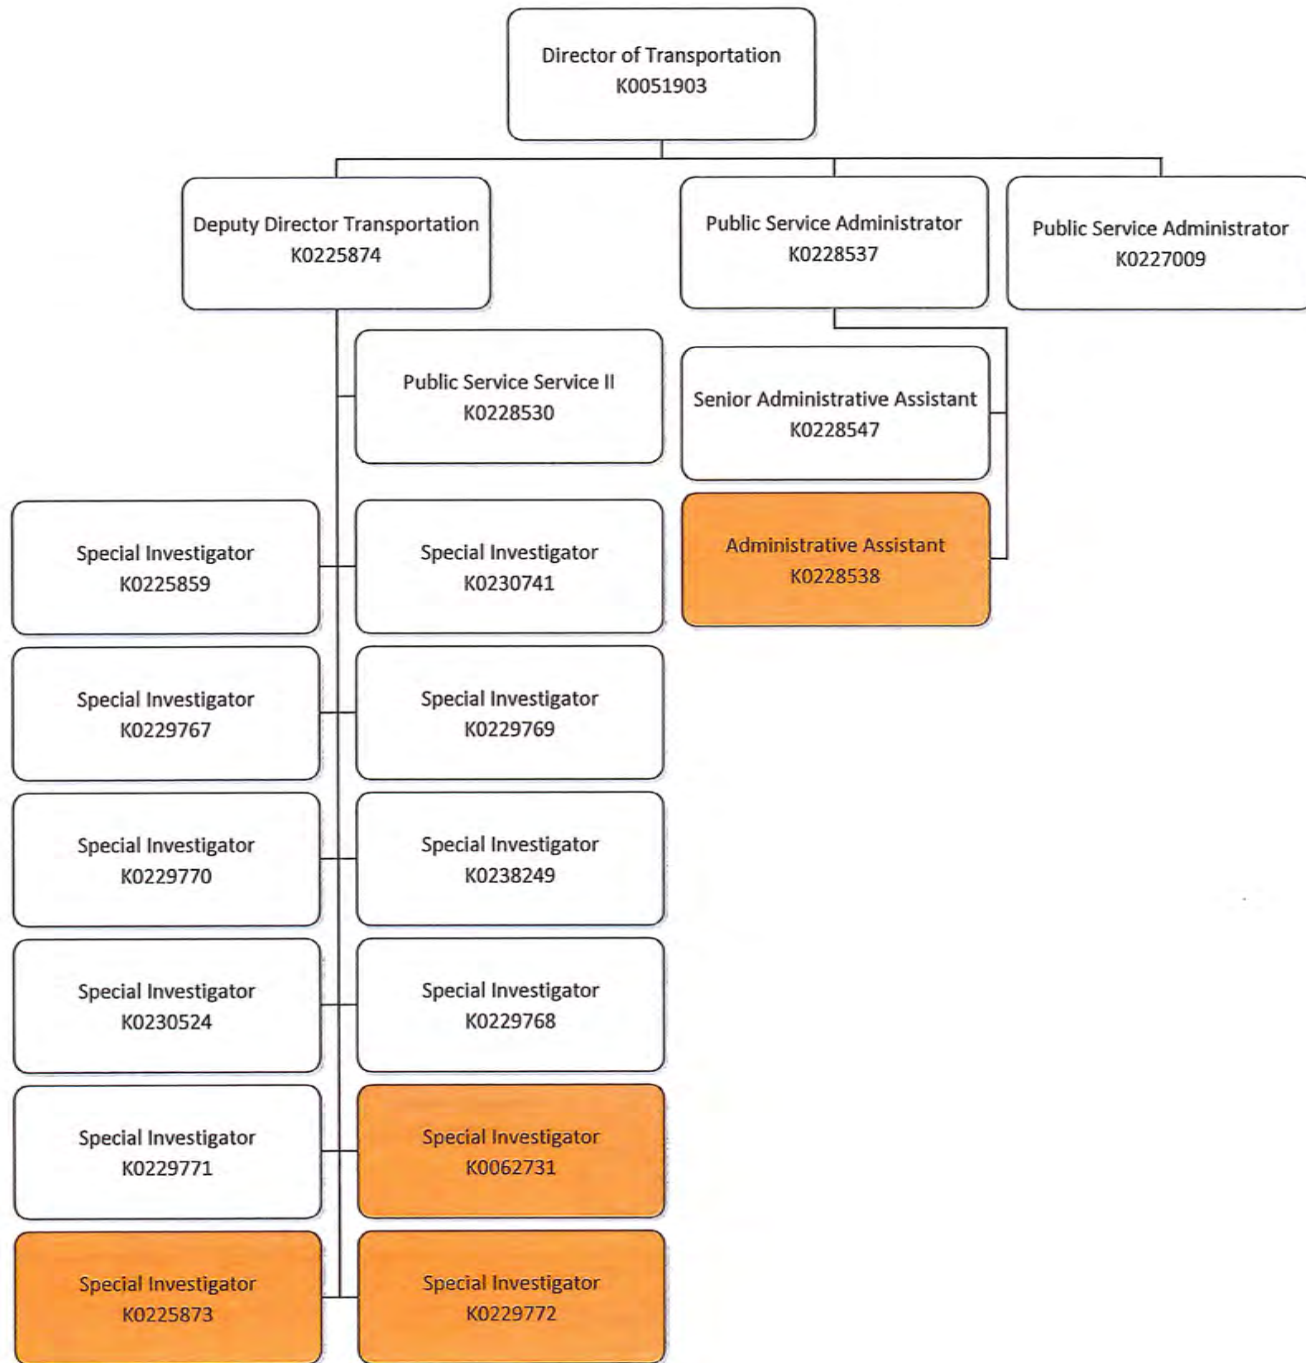 Director of Transportation
K0051903
Deputy Director Transportation
K0225874
Public Service Administrator
K0228537
Public Service Administrator
K0227009
Public Service Service II
K0228530
Senior Administrative Assistant
K0228547
Special Investigator
K0225859
Special Investigator
K0230741
Administrative Assistant
K0228538
Special Investigator
K0229767
Special Investigator
K0229769
Special Investigator
K0229770
Special Investigator
K0238249
Special Investigator
K0230524
Special Investigator
K0229768
Special Investigator
K0229771
Special Investigator
K0062731
Special Investigator
K0225873
Special Investigator
K0229772